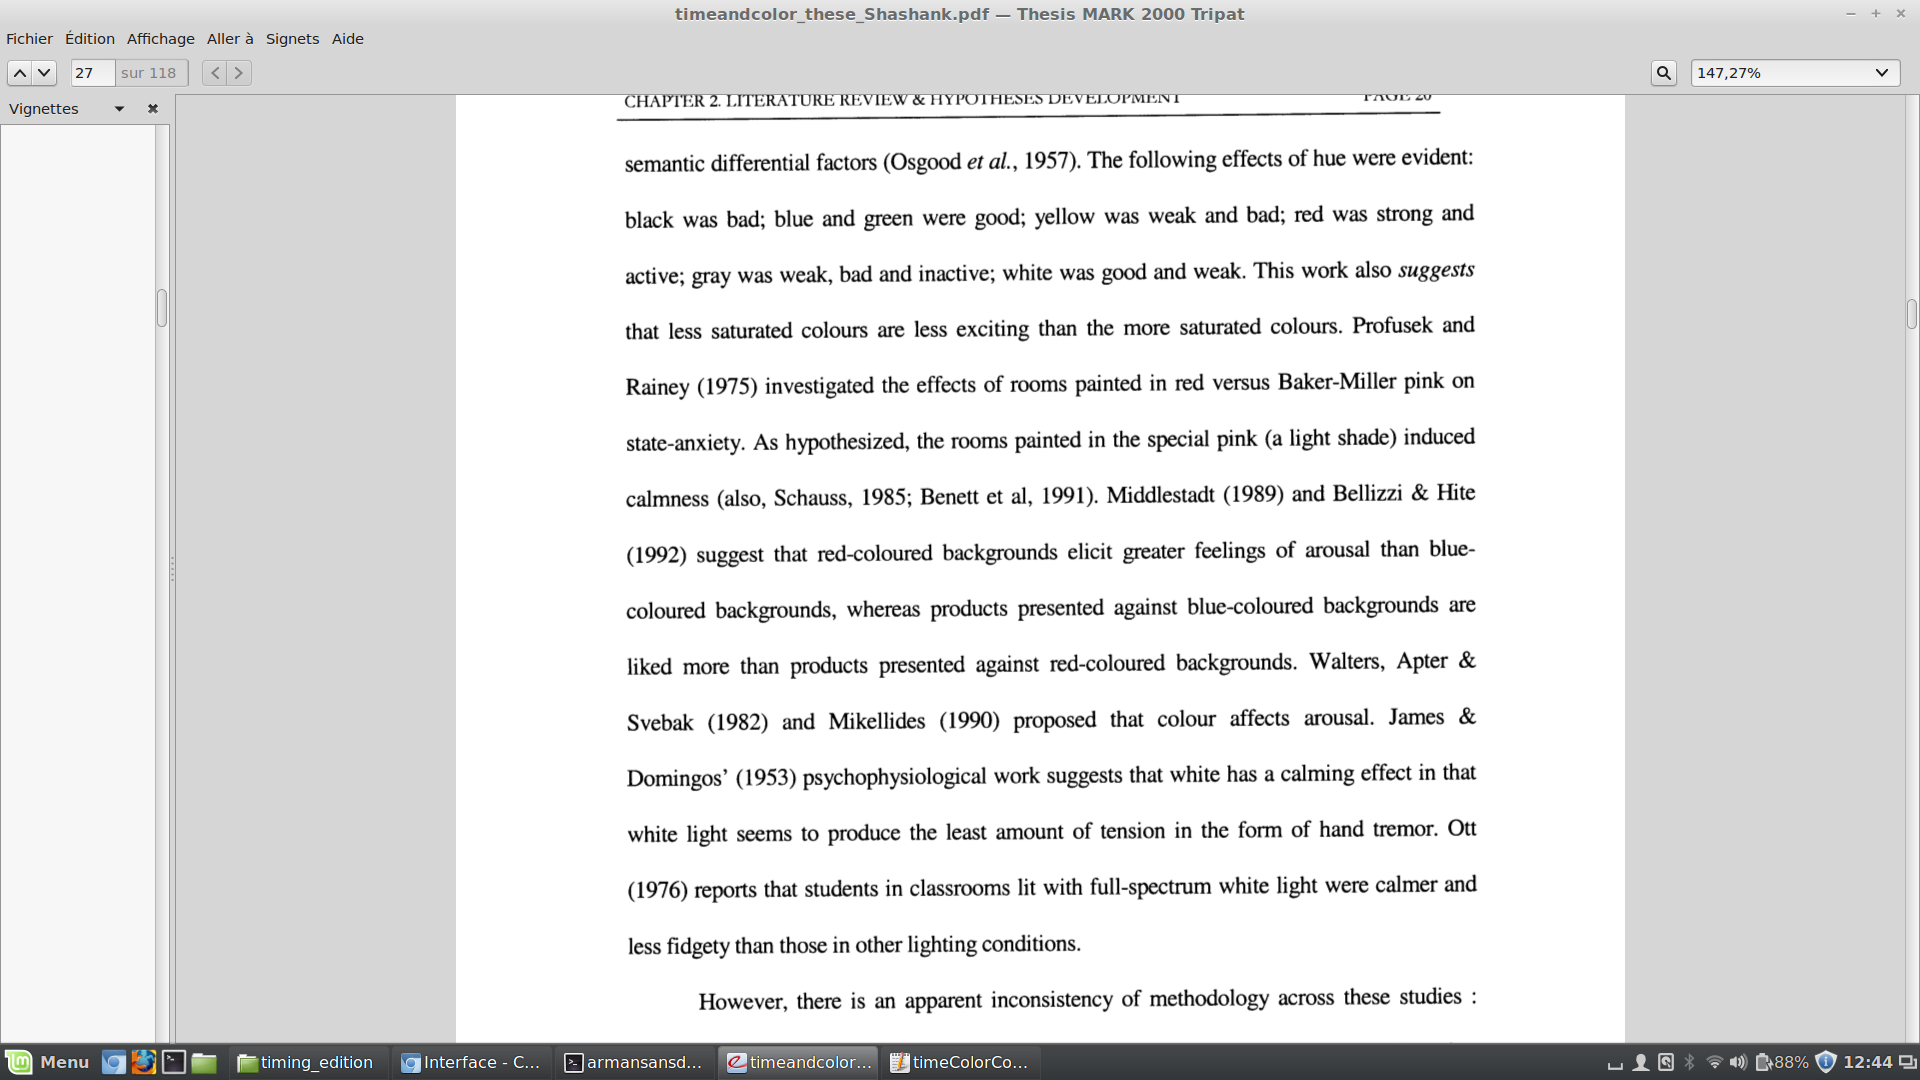 timeandcolor_these_Shashank.pdf — Thesis MARK 2000 Tripat
Fichier Édition Affichage Aller à Signets Aide
27 sur 118 147,27%
Vignettes
CHAPTER 2. LITERATURE REVIEW & HYPOTHESES DEVELOPMENT PAGE 20
semantic differential factors (Osgood et al., 1957). The following effects of hue were evident:
black was bad; blue and green were good; yellow was weak and bad; red was strong and
active; gray was weak, bad and inactive; white was good and weak. This work also suggests
that less saturated colours are less exciting than the more saturated colours. Profusek and
Rainey (1975) investigated the effects of rooms painted in red versus Baker-Miller pink on
state-anxiety. As hypothesized, the rooms painted in the special pink (a light shade) induced
calmness (also, Schauss, 1985; Benett et al, 1991). Middlestadt (1989) and Bellizzi & Hite
(1992) suggest that red-coloured backgrounds elicit greater feelings of arousal than blue-
coloured backgrounds, whereas products presented against blue-coloured backgrounds are
liked more than products presented against red-coloured backgrounds. Walters, Apter &
Svebak (1982) and Mikellides (1990) proposed that colour affects arousal. James &
Domingos’ (1953) psychophysiological work suggests that white has a calming effect in that
white light seems to produce the least amount of tension in the form of hand tremor. Ott
(1976) reports that students in classrooms lit with full-spectrum white light were calmer and
less fidgety than those in other lighting conditions.
However, there is an apparent inconsistency of methodology across these studies :
Menu timing_edition Interface - C... armansansd... timeandcolor... timeColorCo... 88% 12:44